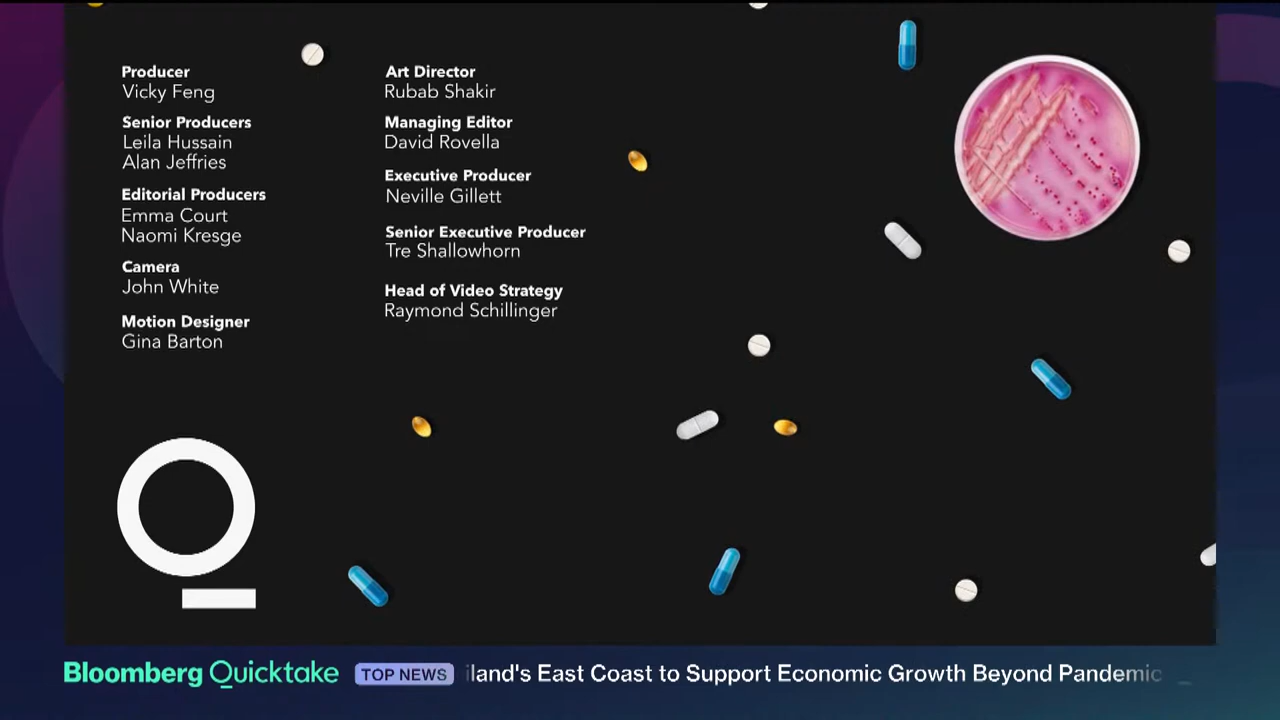 Producer
Vicky Feng
Senior Producers
Leila Hussain
Alan Jeffries
Editorial Producers
Emma Court
Naomi Kresge
Camera
John White
Motion Designer
Gina Barton
Art Director
Rubab Shakir
Managing Editor
David Rovella
Executive Producer
Neville Gillett
Senior Executive Producer
Tre Shallowhorn
Head of Video Strategy
Raymond Schillinger
Bloomberg Quicktake TOP NEWS iland's East Coast to Support Economic Growth Beyond Pandemic